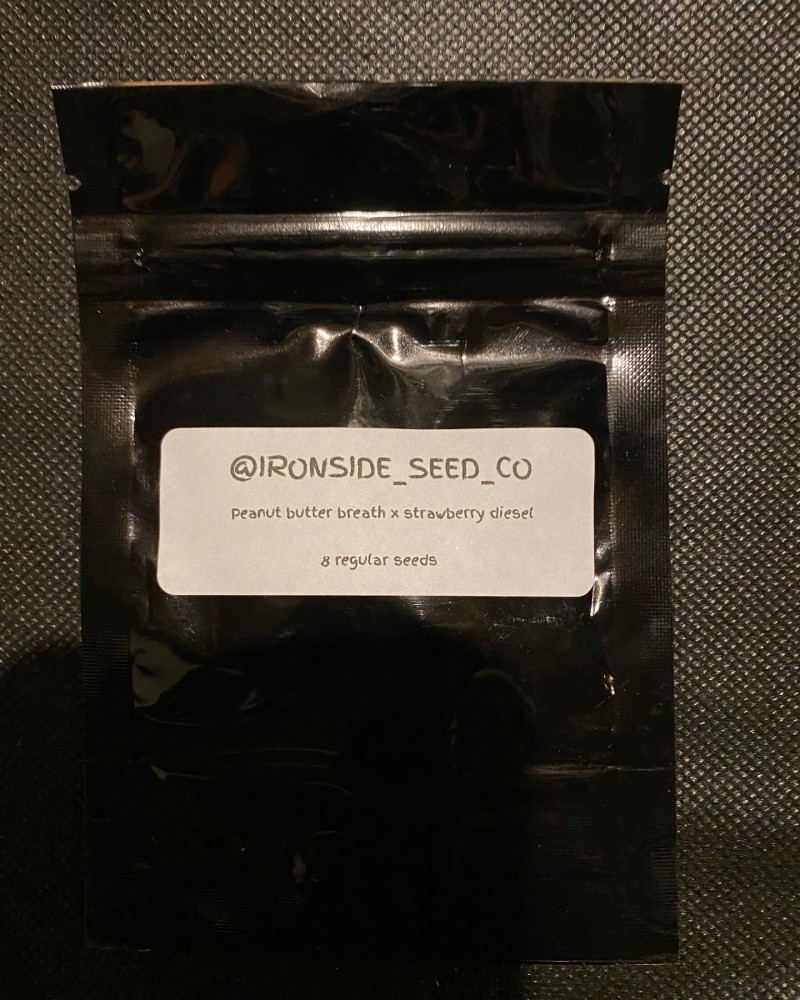 @IRONSIDE_SEED_CO
Peanut butter breath x strawberry diesel
8 regular seeds